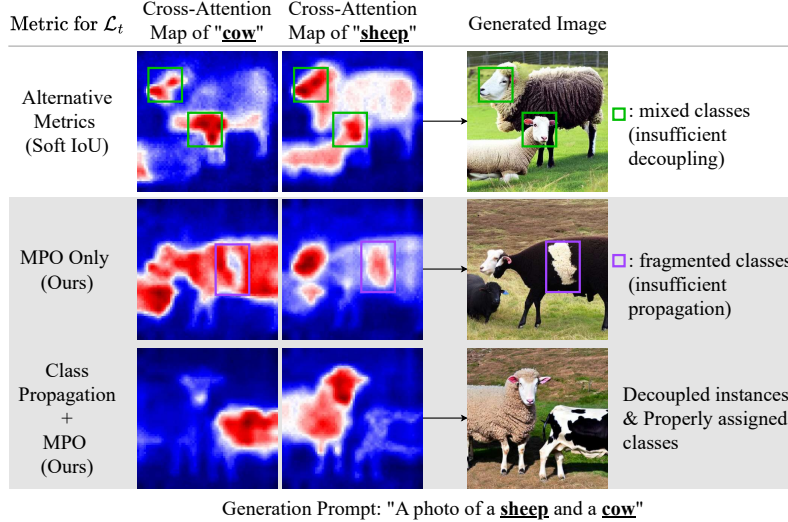 Metric for ℒₜ
Cross-Attention
Map of "cow"
Cross-Attention
Map of "sheep"
Generated Image
Alternative
Metrics
(Soft IoU)
: mixed classes
(insufficient
decoupling)
MPO Only
(Ours)
: fragmented classes
(insufficient
propagation)
Class
Propagation
+
MPO
(Ours)
Decoupled instances
& Properly assigned
classes
Generation Prompt: "A photo of a sheep and a cow"